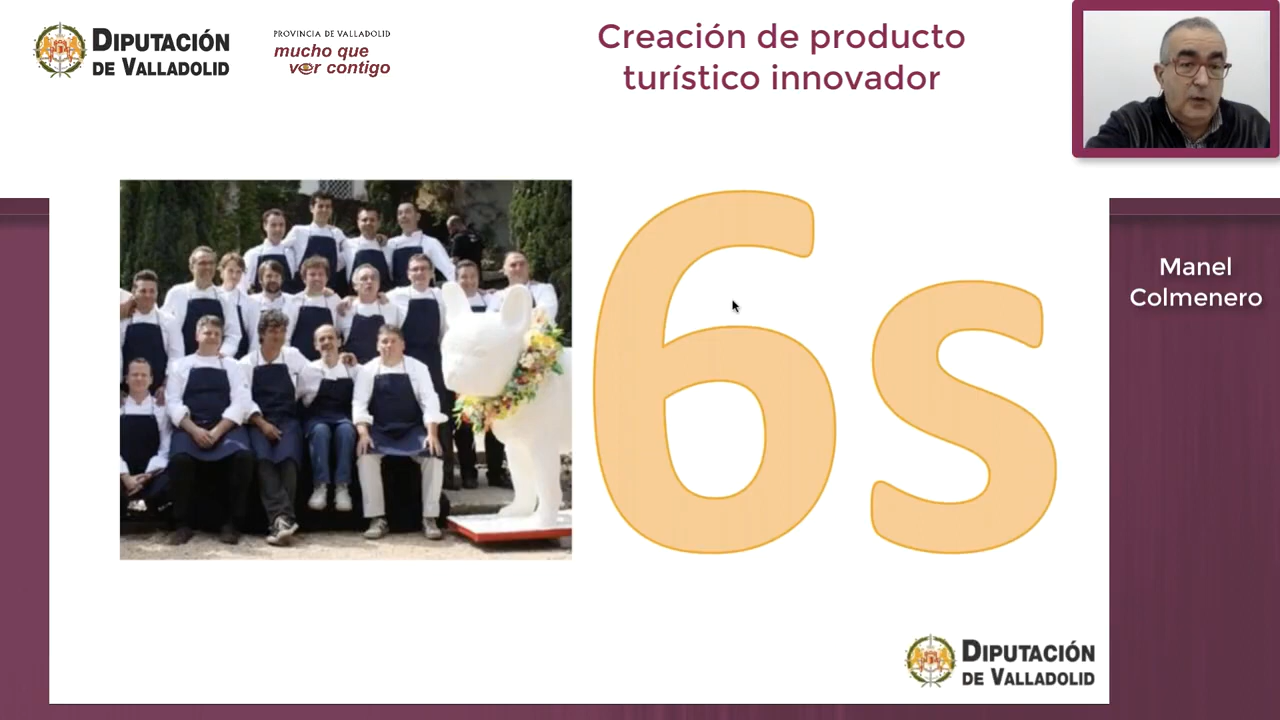 DIPUTACIÓN
DE VALLADOLID
PROVINCIA DE VALLADOLID
mucho que
ver contigo
Creación de producto
turístico innovador
6s
Manel
Colmenero
DIPUTACIÓN
DE VALLADOLID